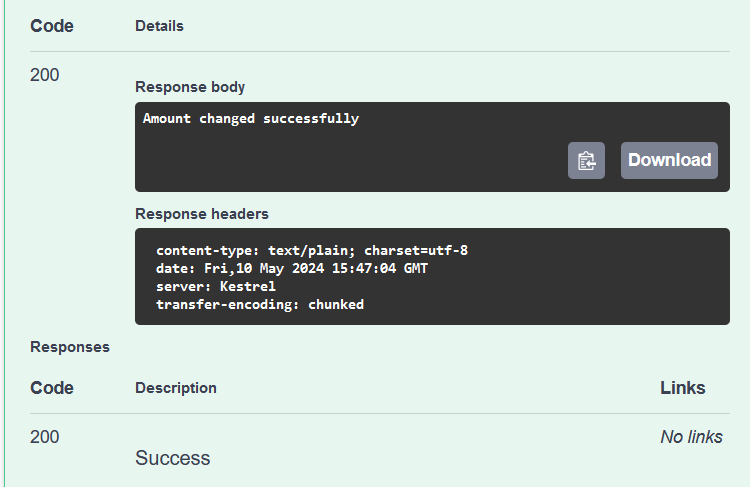 Code Details
200
Response body
Amount changed successfully
Download
Response headers
content-type: text/plain; charset=utf-8
date: Fri,10 May 2024 15:47:04 GMT
server: Kestrel
transfer-encoding: chunked
Responses
Code Description Links
200 No links
Success